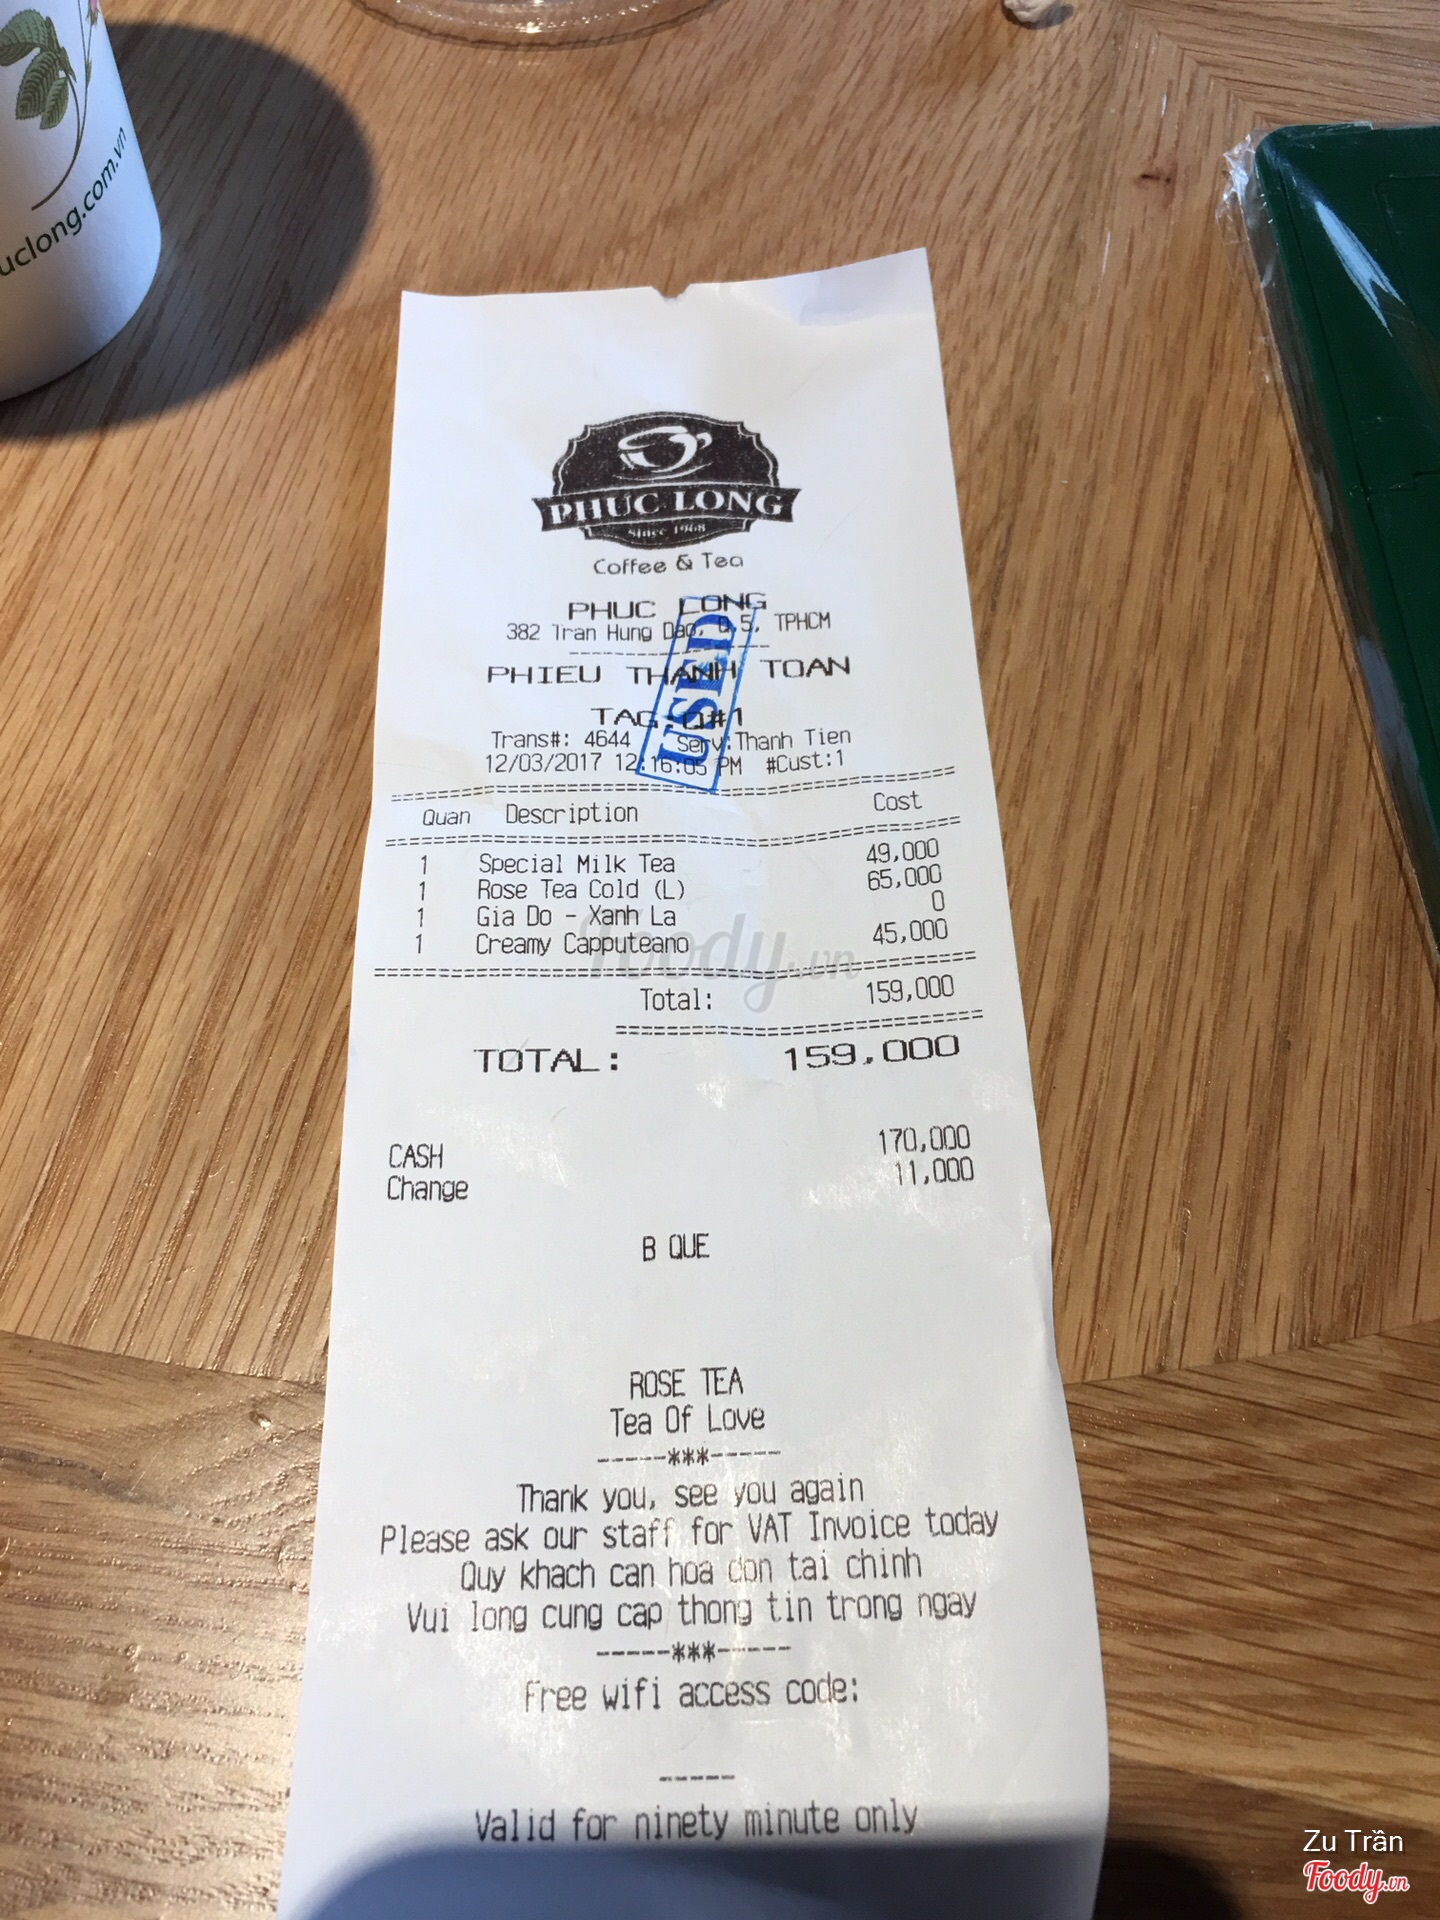 uclong.com.vn
PHUC LONG
Since 1968
Coffee & Tea
PHUC LONG
382 Tran Hung Dao, Q.5, TPHCM
PHIEU THANH TOAN
USED
TAG:Q#1
Trans#: 4644 Serv:Thanh Tien
12/03/2017 12:16:05 PM #Cust:1
Quan Description Cost
1 Special Milk Tea 49,000
1 Rose Tea Cold (L) 65,000
1 Gia Do - Xanh La 0
1 Creamy Capputeano 45,000
Foody.vn
Total: 159,000
TOTAL: 159,000
CASH 170,000
Change 11,000
B QUE
ROSE TEA
Tea Of Love
-----***-----
Thank you, see you again
Please ask our staff for VAT Invoice today
Quy khach can hoa don tai chinh
Vui long cung cap thong tin trong ngay
-----***-----
Free wifi access code:
-----
Valid for ninety minute only
Zu Trần
Foody.vn